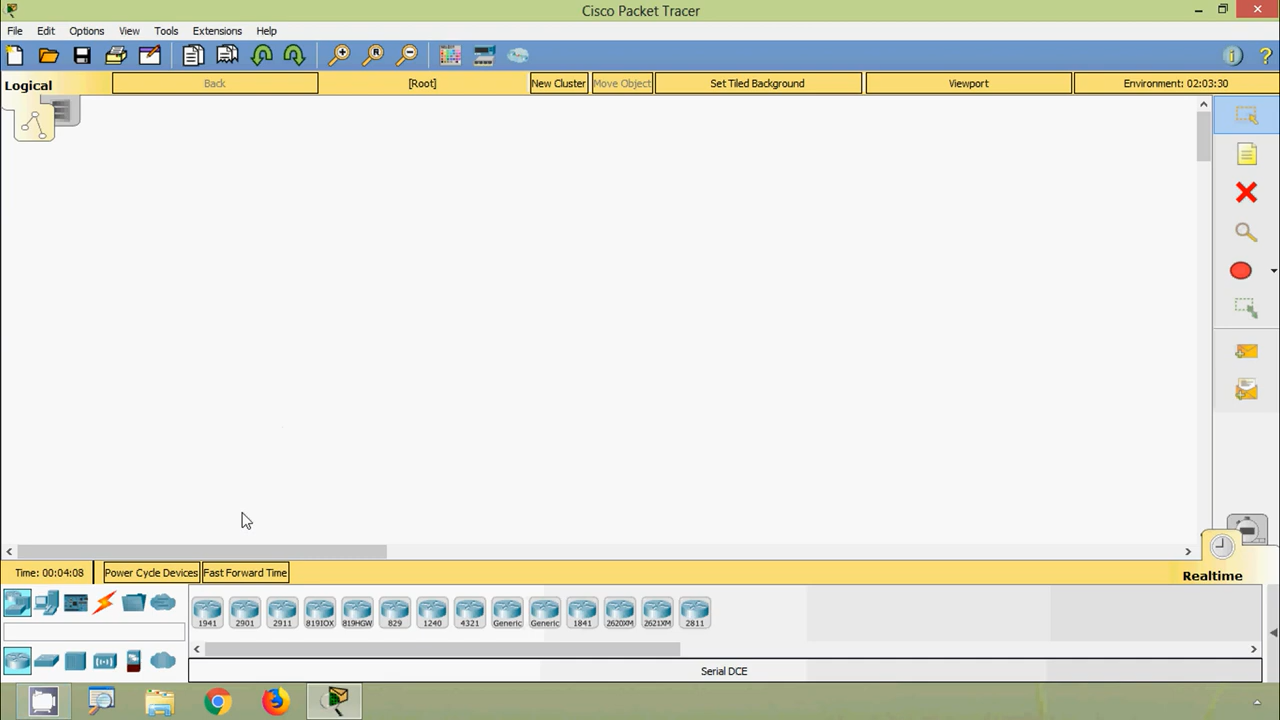 Cisco Packet Tracer
File Edit Options View Tools Extensions Help
Logical Back [Root] New Cluster Move Object Set Tiled Background Viewport Environment: 02:03:30
Time: 00:04:08 Power Cycle Devices Fast Forward Time
Realtime
1941 2901 2911 819IOX 819HGW 829 1240 4321 Generic Generic 1841 2620XM 2621XM 2811
Serial DCE